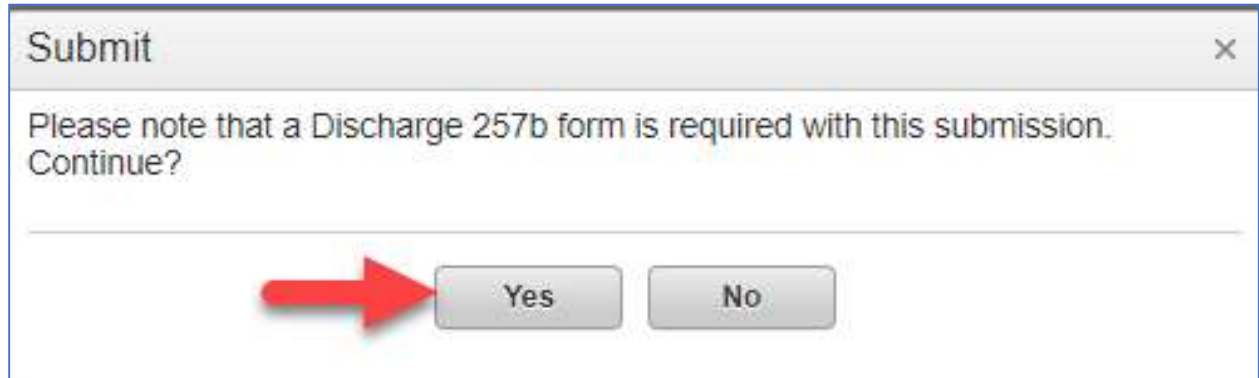 Submit
Please note that a Discharge 257b form is required with this submission.
Continue?
Yes No